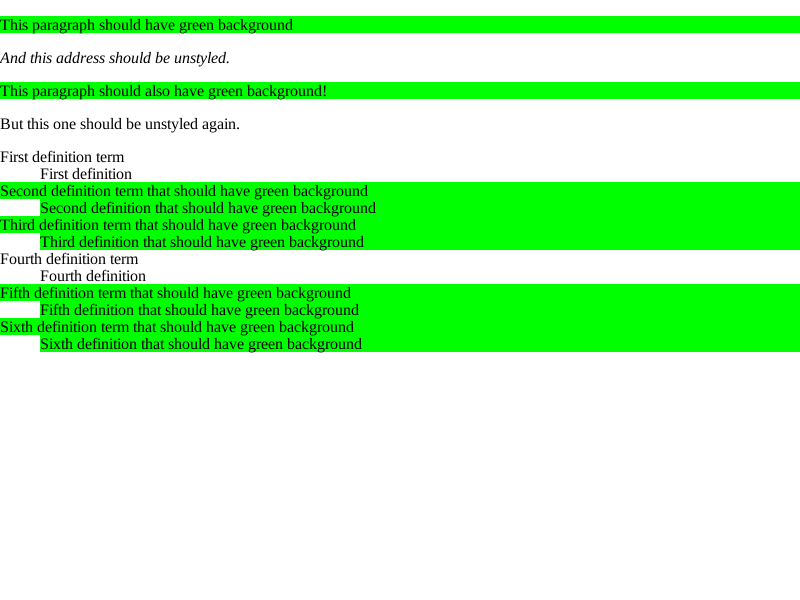 This paragraph should have green background
And this address should be unstyled.
This paragraph should also have green background!
But this one should be unstyled again.
First definition term
First definition
Second definition term that should have green background
Second definition that should have green background
Third definition term that should have green background
Third definition that should have green background
Fourth definition term
Fourth definition
Fifth definition term that should have green background
Fifth definition that should have green background
Sixth definition term that should have green background
Sixth definition that should have green background